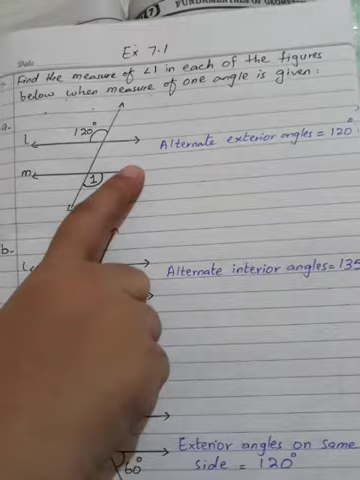 FUNDAMENTALS OF
Ex 7.1
Date
Find the measure of ∠1 in each of the figures
below when measure of one angle is given:
a.
120°
l
Alternate exterior angles = 120°
m
1
b.
l
Alternate interior angles = 135
Exterior angles on same
60°
side = 120°